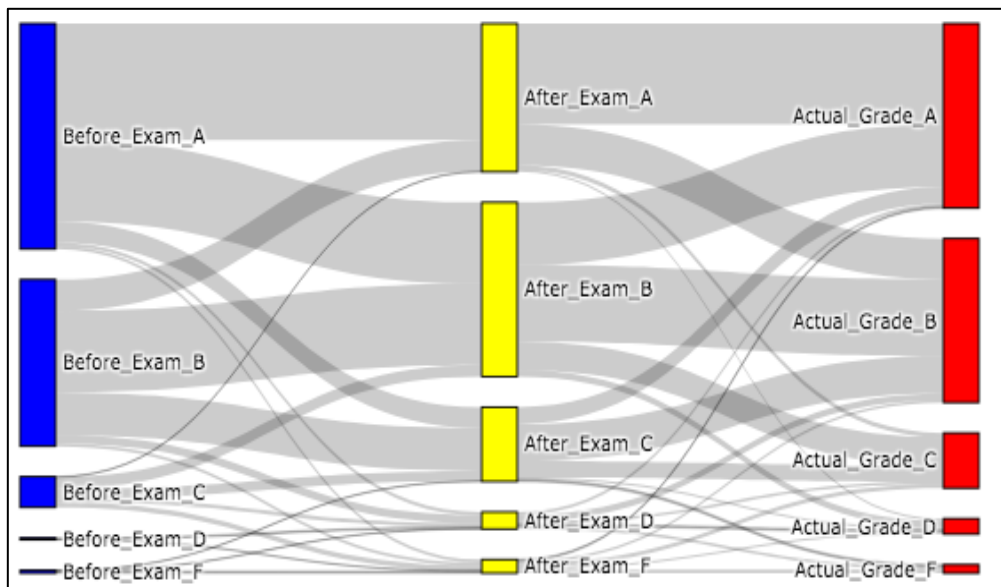 Before_Exam_A
Before_Exam_B
Before_Exam_C
Before_Exam_D
Before_Exam_F
After_Exam_A
After_Exam_B
After_Exam_C
After_Exam_D
After_Exam_F
Actual_Grade_A
Actual_Grade_B
Actual_Grade_C
Actual_Grade_D
Actual_Grade_F